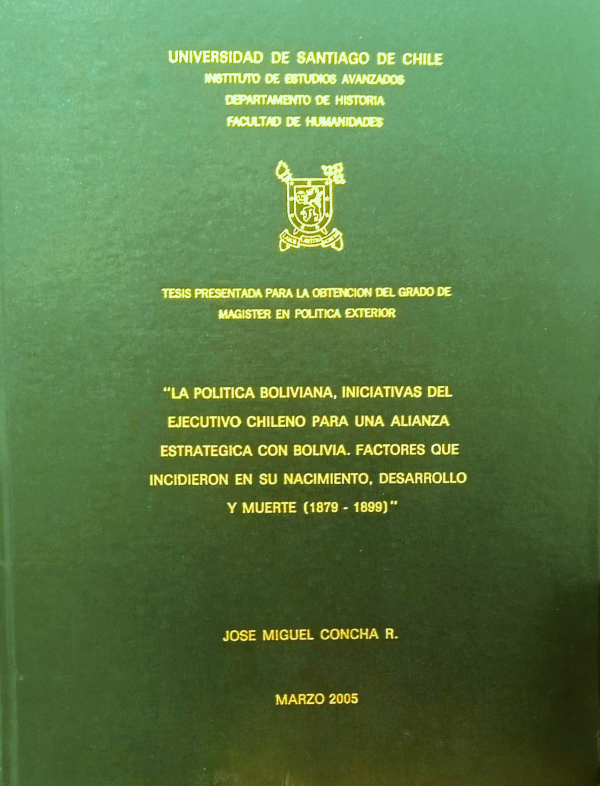 UNIVERSIDAD DE SANTIAGO DE CHILE
INSTITUTO DE ESTUDIOS AVANZADOS
DEPARTAMENTO DE HISTORIA
FACULTAD DE HUMANIDADES
TESIS PRESENTADA PARA LA OBTENCION DEL GRADO DE
MAGISTER EN POLITICA EXTERIOR
"LA POLITICA BOLIVIANA, INICIATIVAS DEL
EJECUTIVO CHILENO PARA UNA ALIANZA
ESTRATEGICA CON BOLIVIA. FACTORES QUE
INCIDIERON EN SU NACIMIENTO, DESARROLLO
Y MUERTE (1879 - 1899)"
JOSE MIGUEL CONCHA R.
MARZO 2005